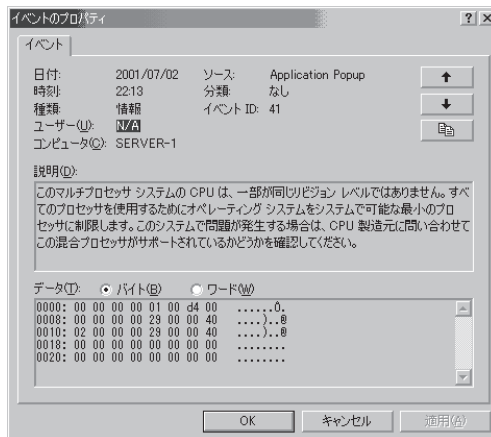 イベントのプロパティ
イベント
日付: 2001/07/02 ソース: Application Popup
時刻: 22:13 分類: なし
種類: 情報 イベント ID: 41
ユーザー(U): N/A
コンピュータ(C): SERVER-1
説明(D):
このマルチプロセッサ システムの CPU は、一部が同じリビジョン レベルではありません。すべ
てのプロセッサを使用するためにオペレーティング システムをシステムで可能な最小のプロ
セッサに制限します。このシステムで問題が発生する場合は、CPU 製造元に問い合わせて
この混合プロセッサがサポートされているかどうかを確認してください。
データ(T): バイト(B) ワード(W)
0000: 00 00 00 00 01 00 d4 00 ......Ô.
0008: 00 00 00 00 29 00 00 40 ....)..@
0010: 02 00 00 00 29 00 00 40 ....)..@
0018: 00 00 00 00 00 00 00 00 ........
0020: 00 00 00 00 00 00 00 00 ........
OK キャンセル 適用(A)